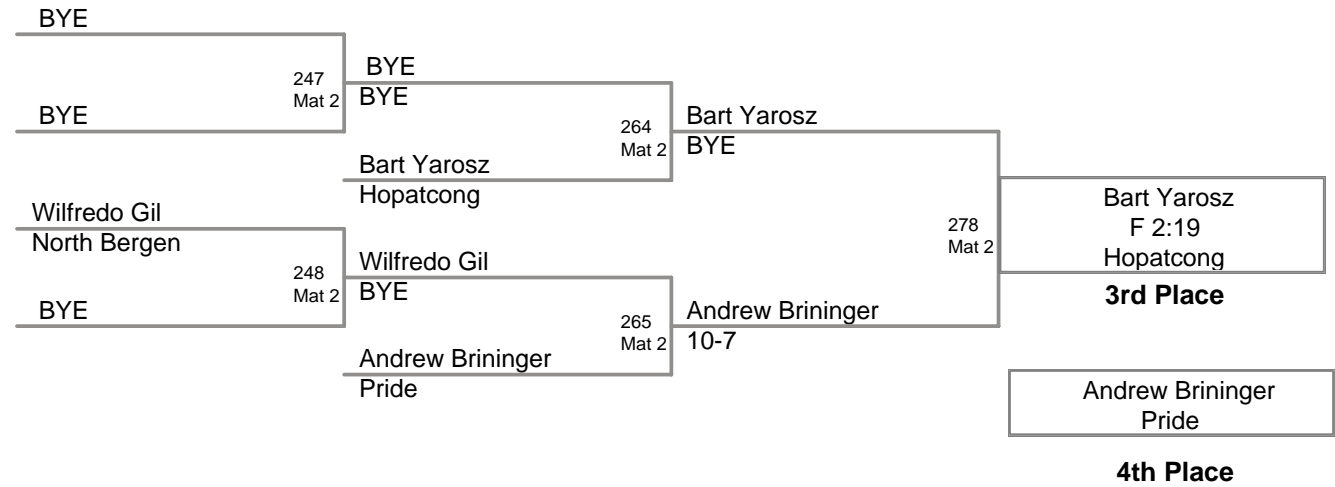 BYE
247
Mat 2
BYE
BYE
BYE
264
Mat 2
Bart Yarosz
Hopatcong
Bart Yarosz
BYE
Wilfredo Gil
North Bergen
248
Mat 2
BYE
Wilfredo Gil
BYE
265
Mat 2
Andrew Brininger
Pride
Andrew Brininger
10-7
278
Mat 2
Bart Yarosz
F 2:19
Hopatcong
3rd Place
Andrew Brininger
Pride
4th Place